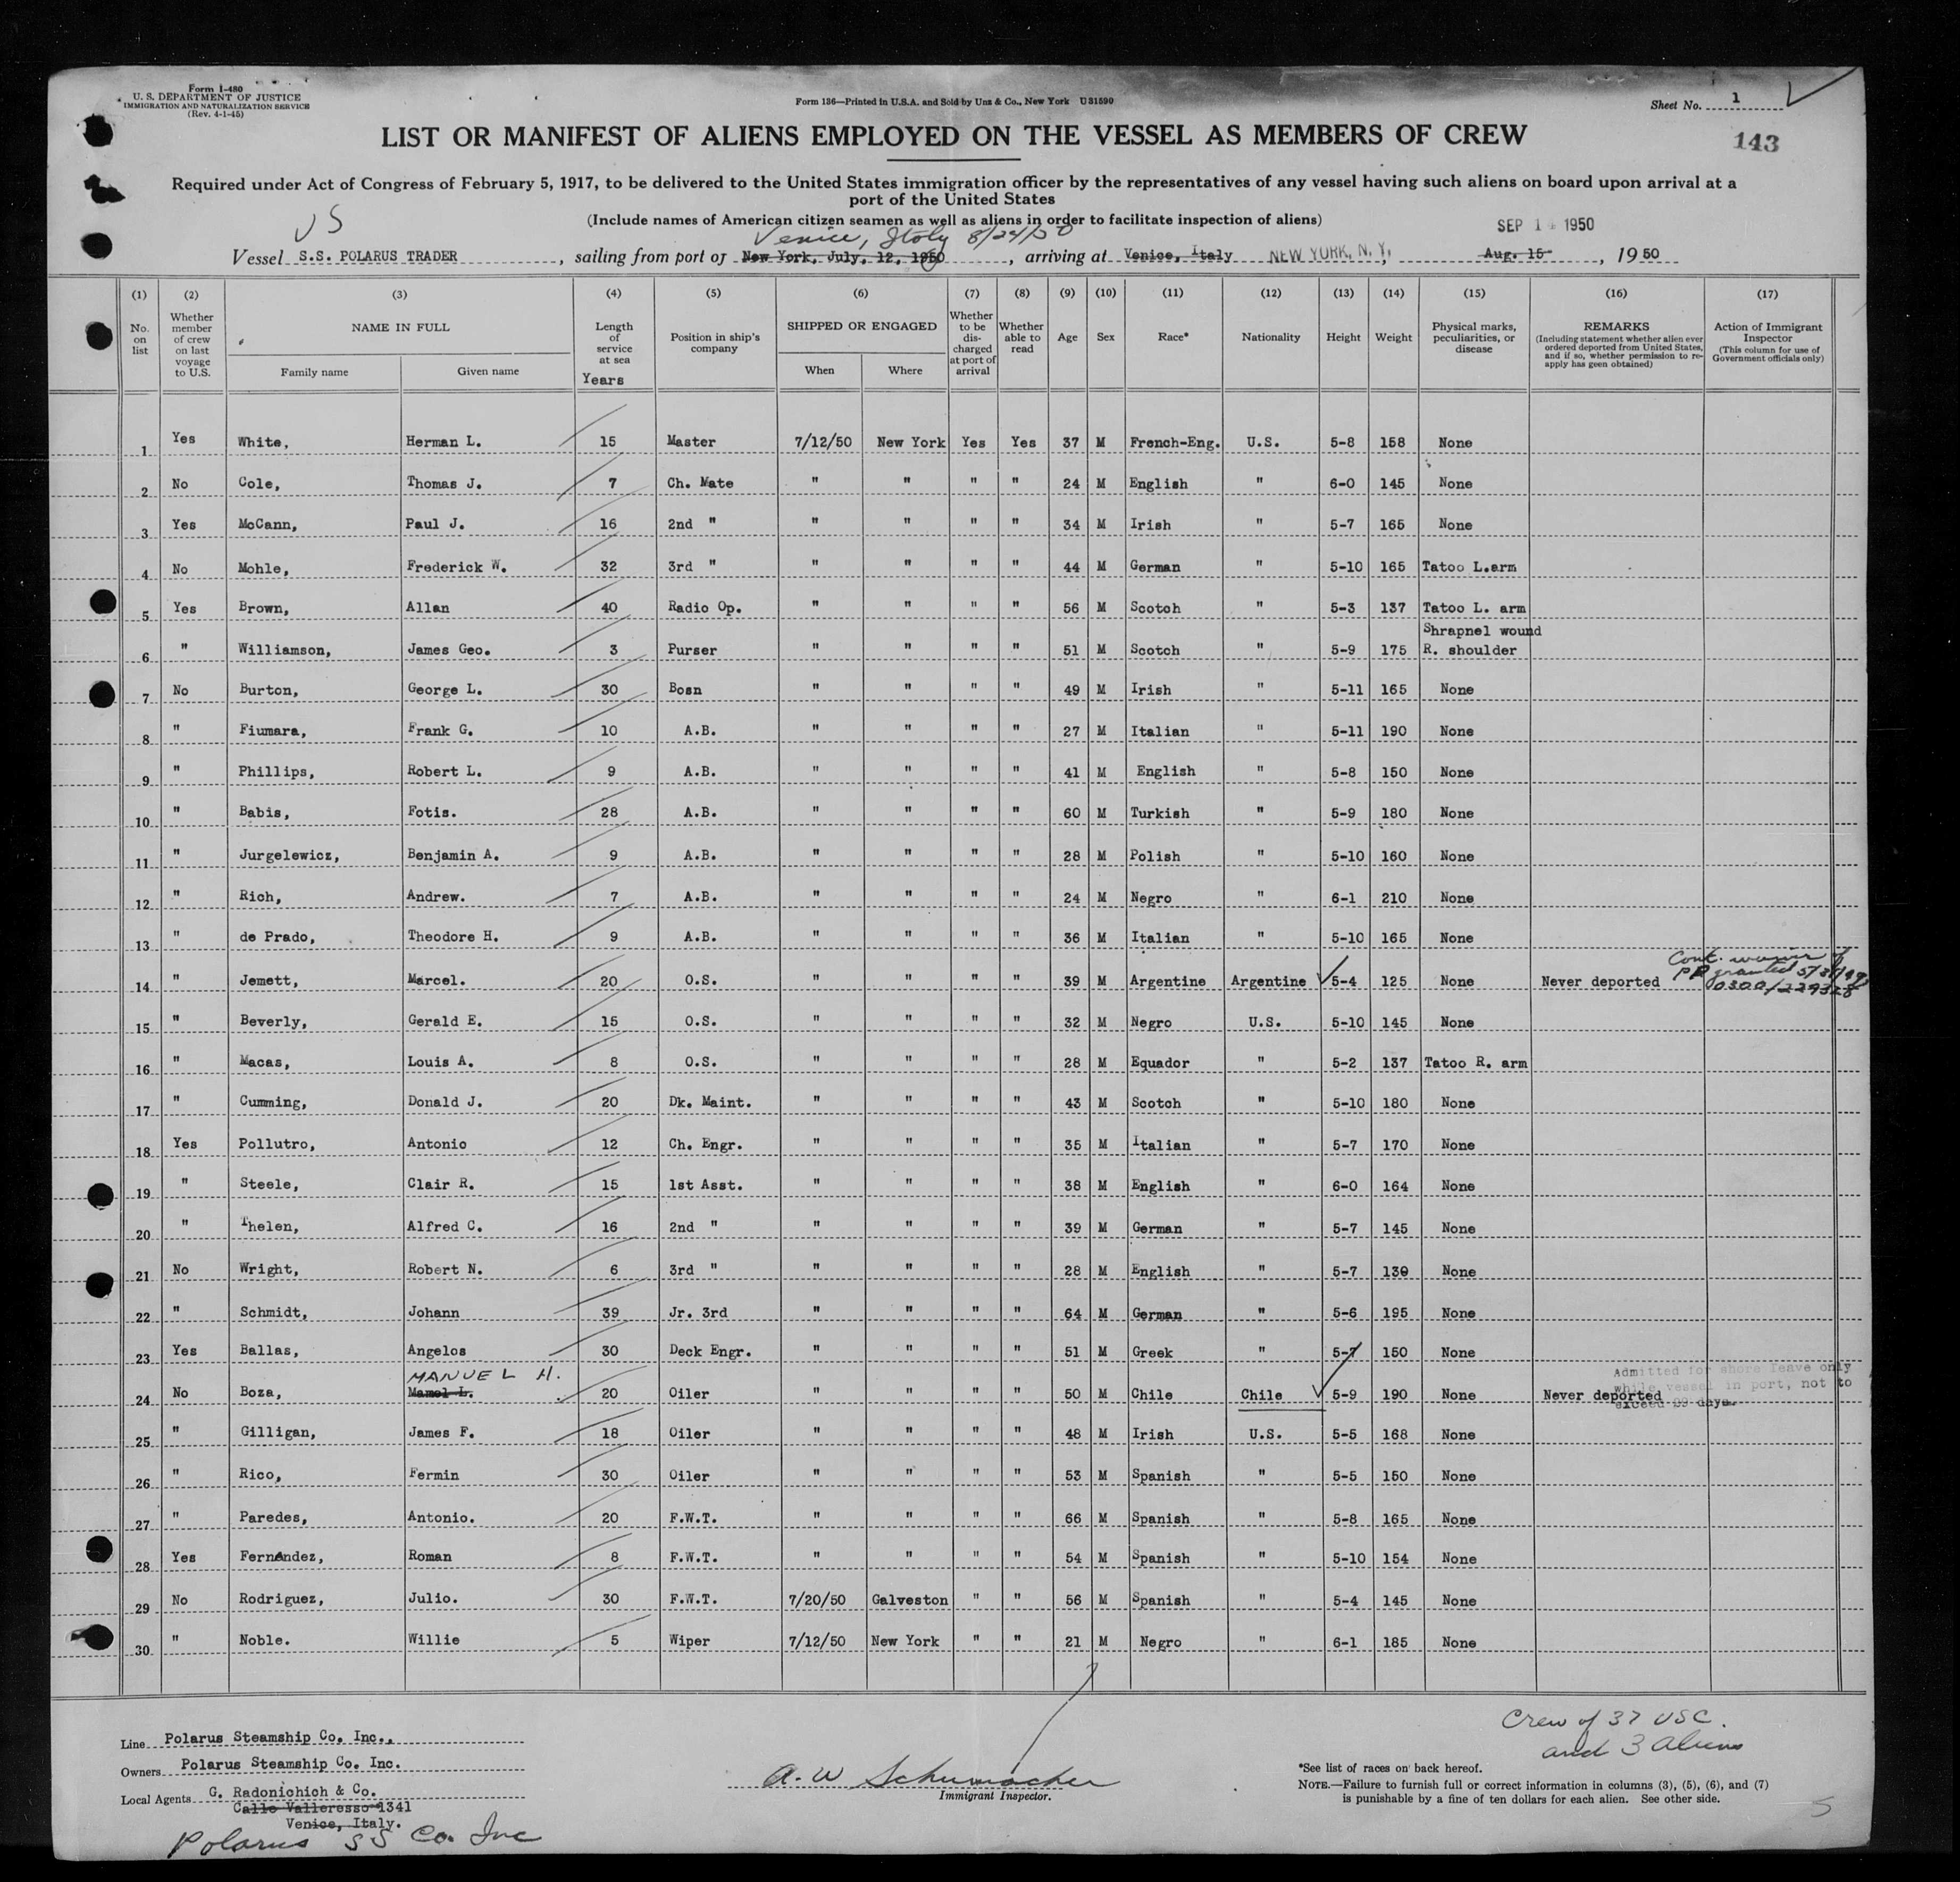 Form I-480
U. S. DEPARTMENT OF JUSTICE
IMMIGRATION AND NATURALIZATION SERVICE
(Rev. 4-1-45)
Form 136—Printed in U.S.A. and Sold by Unz & Co., New York U31590
Sheet No. 1
143
LIST OR MANIFEST OF ALIENS EMPLOYED ON THE VESSEL AS MEMBERS OF CREW
Required under Act of Congress of February 5, 1917, to be delivered to the United States immigration officer by the representatives of any vessel having such aliens on board upon arrival at a
port of the United States
(Include names of American citizen seamen as well as aliens in order to facilitate inspection of aliens)
US
Venice, Italy 8/24/50
SEP 1 1950
Vessel S.S. POLARUS TRADER, sailing from port of New York, July, 12, 1950, arriving at Venice, Italy NEW YORK, N. Y., Aug. 15, 1950
(1) (2) (3) (4) (5) (6) (7) (8) (9) (10) (11) (12) (13) (14) (15) (16) (17)
No. on list
Whether member of crew on last voyage to U.S.
NAME IN FULL
Family name
Given name
Length of service at sea
Years
Position in ship's company
SHIPPED OR ENGAGED
When
Where
Whether to be discharged at port of arrival
Whether able to read
Age
Sex
Race*
Nationality
Height
Weight
Physical marks, peculiarities, or disease
REMARKS
(Including statement whether alien ever ordered deported from United States, and if so, whether permission to reapply has geen obtained)
Action of Immigrant Inspector
(This column for use of Government officials only)
1 Yes White, Herman L. 15 Master 7/12/50 New York Yes Yes 37 M French-Eng. U.S. 5-8 158 None
2 No Cole, Thomas J. 7 Ch. Mate " " " " 24 M English " 6-0 145 None
3 Yes McCann, Paul J. 16 2nd " " " " " 34 M Irish " 5-7 165 None
4 No Mohle, Frederick W. 32 3rd " " " " " 44 M German " 5-10 165 Tatoo L.arm
5 Yes Brown, Allan 40 Radio Op. " " " " 56 M Scotch " 5-3 137 Tatoo L. arm
6 " Williamson, James Geo. 3 Purser " " " " 51 M Scotch " 5-9 175 Shrapnel wound R. shoulder
7 No Burton, George L. 30 Bosn " " " " 49 M Irish " 5-11 165 None
8 " Fiumara, Frank G. 10 A.B. " " " " 27 M Italian " 5-11 190 None
9 " Phillips, Robert L. 9 A.B. " " " " 41 M English " 5-8 150 None
10 " Babis, Fotis. 28 A.B. " " " " 60 M Turkish " 5-9 180 None
11 " Jurgelewicz, Benjamin A. 9 A.B. " " " " 28 M Polish " 5-10 160 None
12 " Rich, Andrew. 7 A.B. " " " " 24 M Negro " 6-1 210 None
13 " de Prado, Theodore H. 9 A.B. " " " " 36 M Italian " 5-10 165 None
14 " Jemett, Marcel. 20 O.S. " " " " 39 M Argentine Argentine 5-4 125 None Never deported Cont. waiver of PP granted 5/31/49 0300/229328
15 " Beverly, Gerald E. 15 O.S. " " " " 32 M Negro U.S. 5-10 145 None
16 " Macas, Louis A. 8 O.S. " " " " 28 M Equador " 5-2 137 Tatoo R. arm
17 " Cumming, Donald J. 20 Dk. Maint. " " " " 43 M Scotch " 5-10 180 None
18 Yes Pollutro, Antonio 12 Ch. Engr. " " " " 35 M Italian " 5-7 170 None
19 " Steele, Clair R. 15 1st Asst. " " " " 38 M English " 6-0 164 None
20 " Thelen, Alfred C. 16 2nd " " " " " 39 M German " 5-7 145 None
21 No Wright, Robert N. 6 3rd " " " " " 28 M English " 5-7 130 None
22 " Schmidt, Johann 39 Jr. 3rd " " " " 64 M German " 5-6 195 None
23 Yes Ballas, Angelos 30 Deck Engr. " " " " 51 M Greek " 5-7 150 None
MANUEL H.
24 No Boza, Mamel L. 20 Oiler " " " " 50 M Chile Chile 5-9 190 None Never deported Admitted for shore leave only while vessel in port, not to exceed 29 days.
25 " Gilligan, James F. 18 Oiler " " " " 48 M Irish U.S. 5-5 168 None
26 " Rico, Fermin 30 Oiler " " " " 53 M Spanish " 5-5 150 None
27 " Paredes, Antonio. 20 F.W.T. " " " " 66 M Spanish " 5-8 165 None
28 Yes Fernandez, Roman 8 F.W.T. " " " " 54 M Spanish " 5-10 154 None
29 No Rodriguez, Julio. 30 F.W.T. 7/20/50 Galveston " " 56 M Spanish " 5-4 145 None
30 " Noble. Willie 5 Wiper 7/12/50 New York " " 21 M Negro " 6-1 185 None
Line Polarus Steamship Co. Inc.,
Owners Polarus Steamship Co. Inc.
Local Agents G. Radonichich & Co.
Calle Valleresso 1341
Venice, Italy.
Polarus SS Co. Inc
A. W Schumacher
Immigrant Inspector.
Crew of 37 USC.
and 3 aliens
*See list of races on back hereof.
NOTE.—Failure to furnish full or correct information in columns (3), (5), (6), and (7)
is punishable by a fine of ten dollars for each alien. See other side.
5